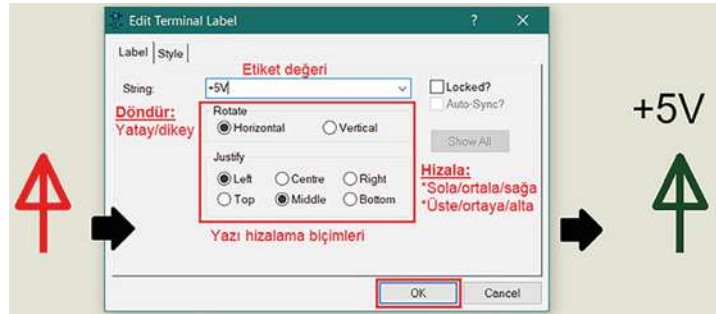 Edit Terminal Label
? ×
Label Style
Etiket değeri
String: +5V
Locked?
Auto-Sync?
Show All
Döndür:
Yatay/dikey
Rotate
Horizontal Vertical
Justify
Left Centre Right
Top Middle Bottom
Hizala:
*Sola/ortala/sağa
*Üste/ortaya/alta
Yazı hizalama biçimleri
OK Cancel
+5V